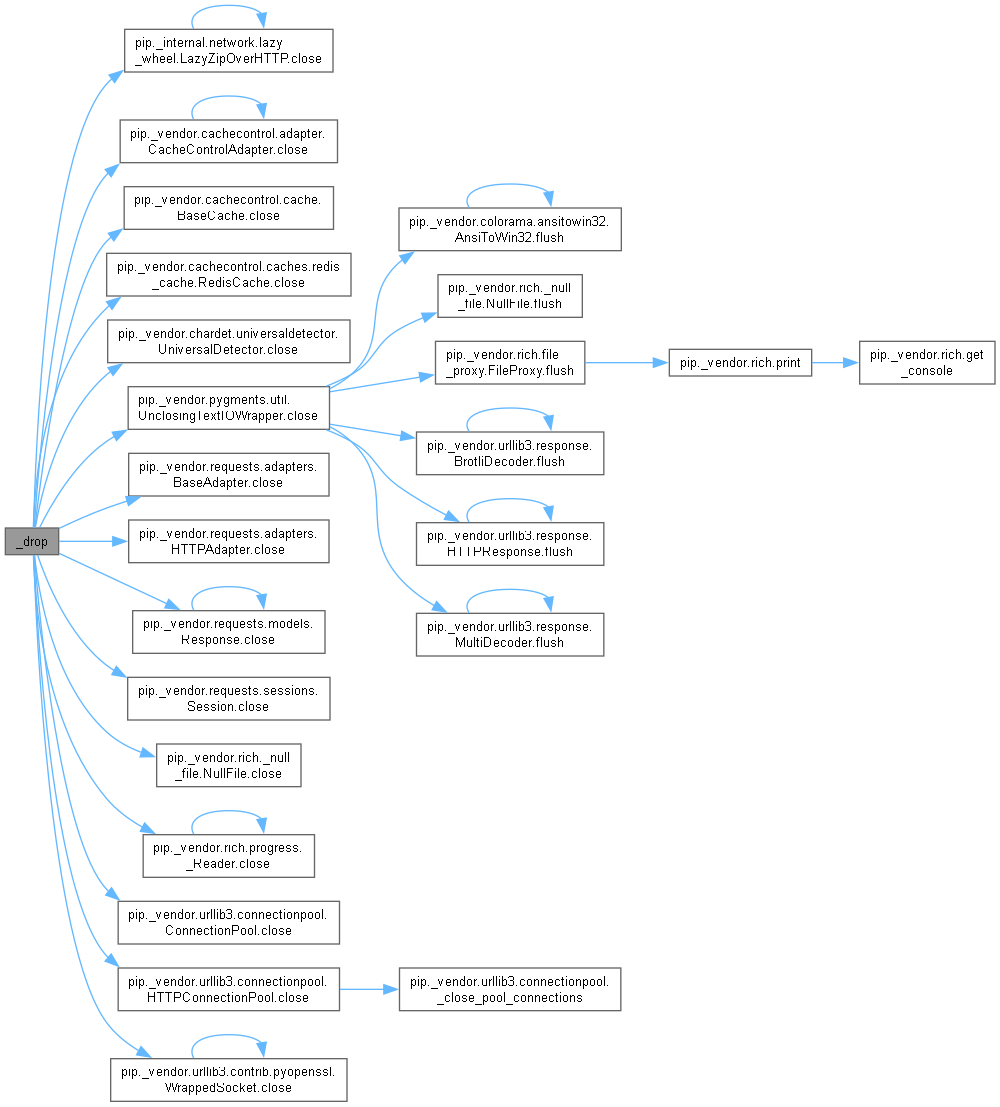 pip._internal.network.lazy
_wheel.LazyZipOverHTTP.close
pip._vendor.cachecontrol.adapter.
CacheControlAdapter.close
pip._vendor.cachecontrol.cache.
BaseCache.close
pip._vendor.cachecontrol.caches.redis
_cache.RedisCache.close
pip._vendor.chardet.universaldetector.
UniversalDetector.close
pip._vendor.pygments.util.
UnclosingTextIOWrapper.close
pip._vendor.requests.adapters.
BaseAdapter.close
_drop
pip._vendor.requests.adapters.
HTTPAdapter.close
pip._vendor.requests.models.
Response.close
pip._vendor.requests.sessions.
Session.close
pip._vendor.rich._null
_file.NullFile.close
pip._vendor.rich.progress.
_Reader.close
pip._vendor.urllib3.connectionpool.
ConnectionPool.close
pip._vendor.urllib3.connectionpool.
HTTPConnectionPool.close
pip._vendor.urllib3.contrib.pyopenssl.
WrappedSocket.close
pip._vendor.colorama.ansitowin32.
AnsiToWin32.flush
pip._vendor.rich._null
_file.NullFile.flush
pip._vendor.rich.file
_proxy.FileProxy.flush
pip._vendor.urllib3.response.
BrotliDecoder.flush
pip._vendor.urllib3.response.
HTTPResponse.flush
pip._vendor.urllib3.response.
MultiDecoder.flush
pip._vendor.urllib3.connectionpool.
_close_pool_connections
pip._vendor.rich.print
pip._vendor.rich.get
_console